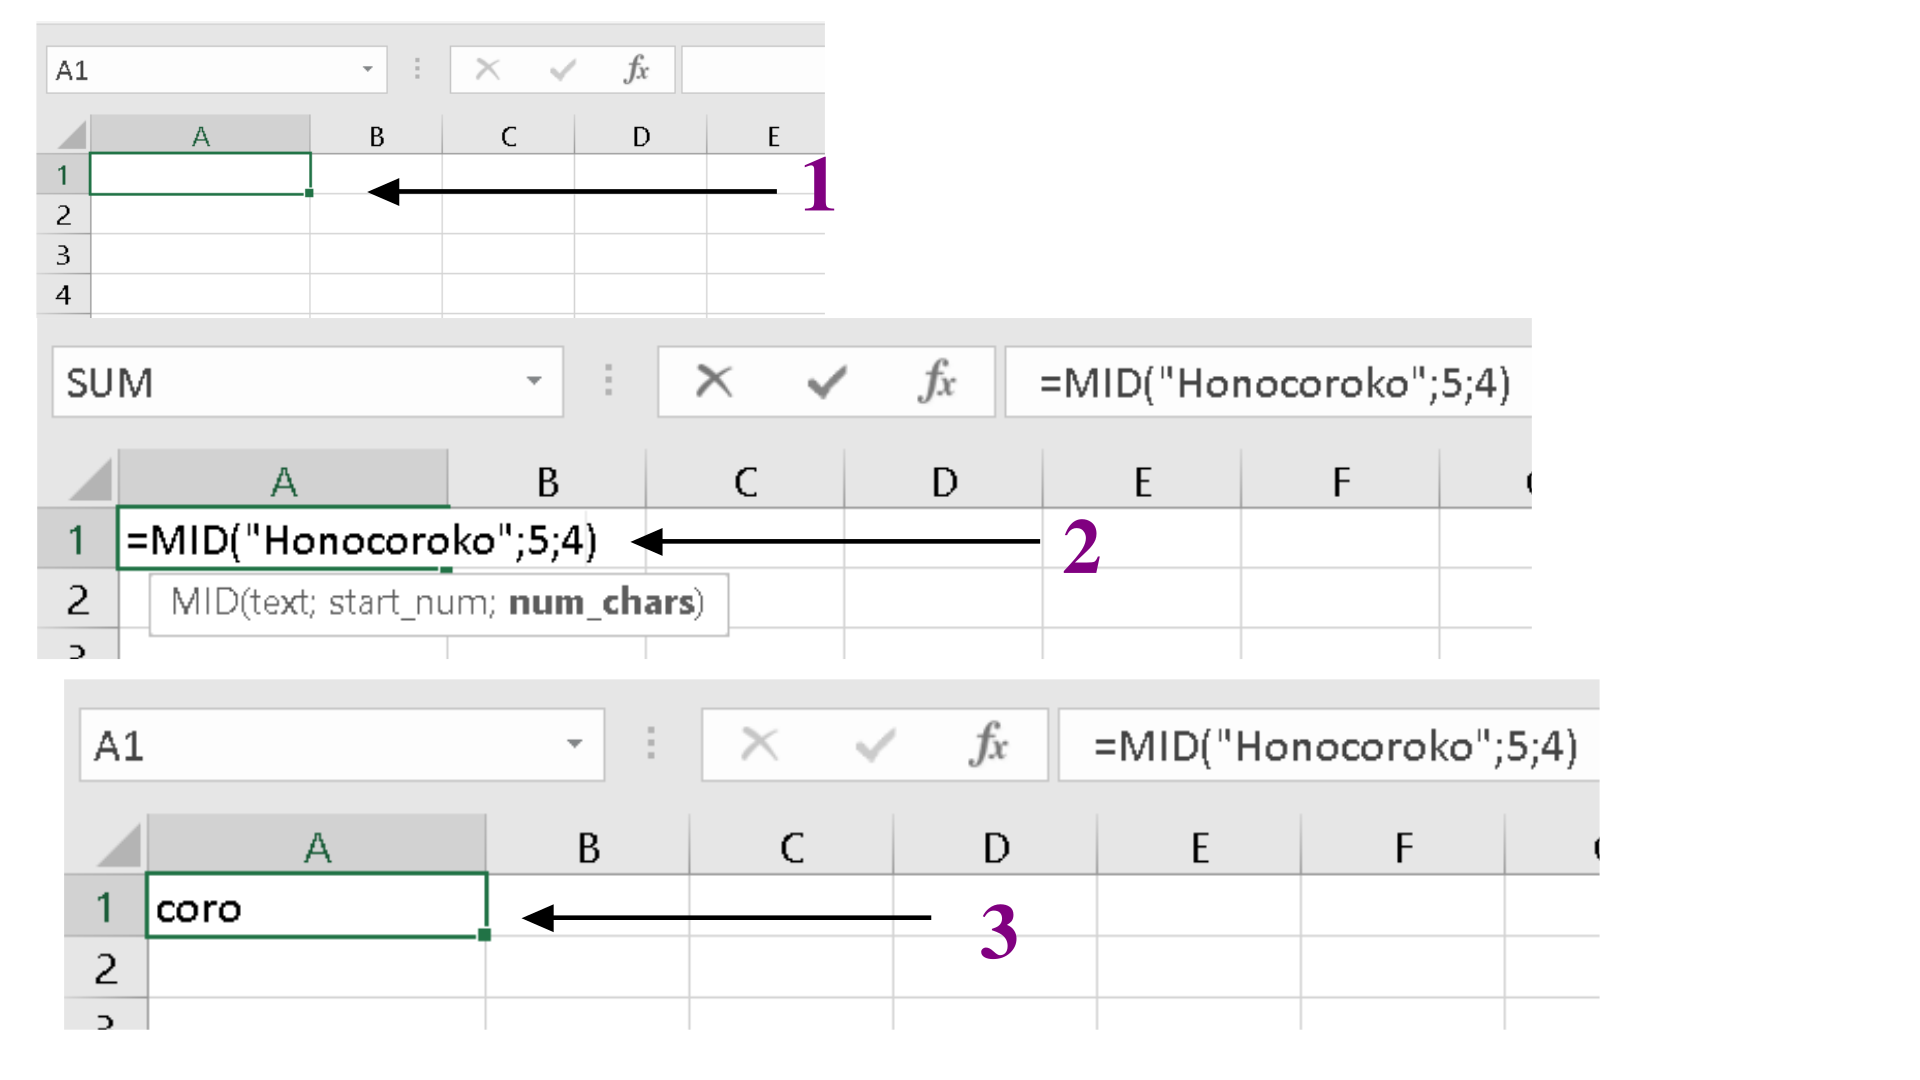 A1 fx
A B C D E
1
1
2
3
4
SUM fx =MID("Honocoroko";5;4)
A B C D E F
1 =MID("Honocoroko";5;4)
2
2 MID(text; start_num; num_chars)
A1 fx =MID("Honocoroko";5;4)
A B C D E F
1 coro
3
2